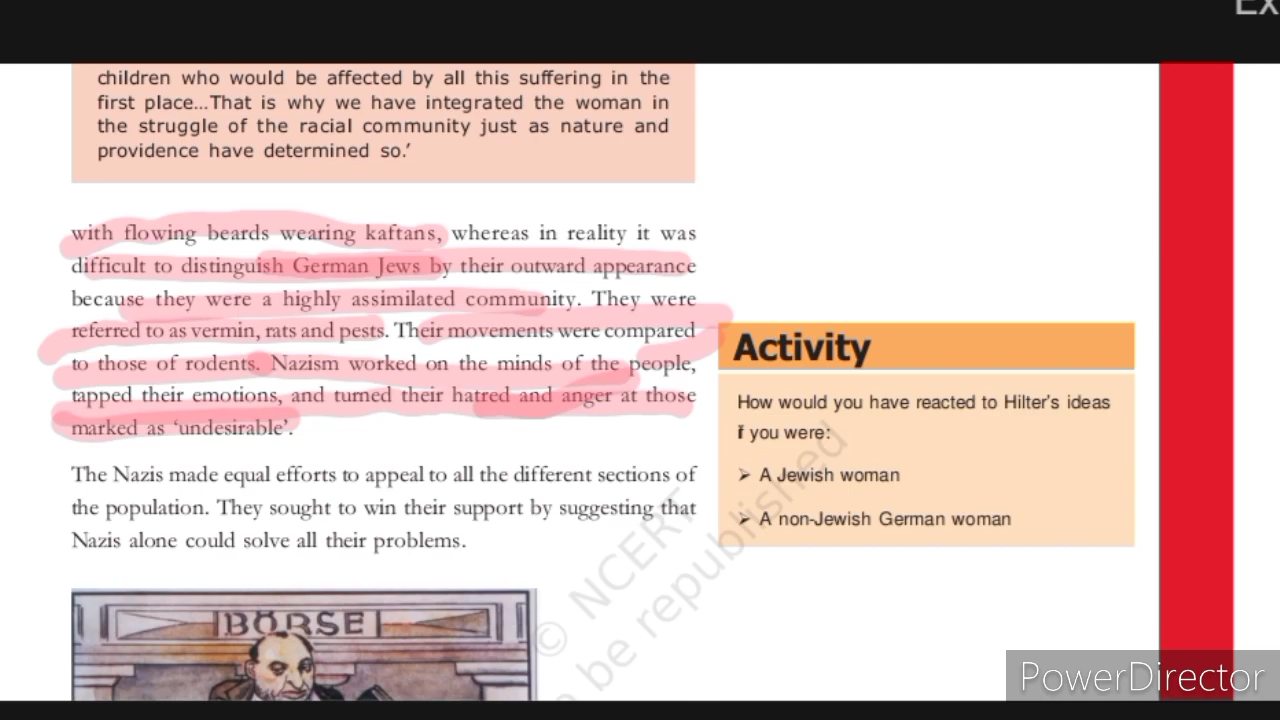 EX
children who would be affected by all this suffering in the
first place...That is why we have integrated the woman in
the struggle of the racial community just as nature and
providence have determined so.’
with flowing beards wearing kaftans, whereas in reality it was
difficult to distinguish German Jews by their outward appearance
because they were a highly assimilated community. They were
referred to as vermin, rats and pests. Their movements were compared
to those of rodents. Nazism worked on the minds of the people,
tapped their emotions, and turned their hatred and anger at those
marked as ‘undesirable’.
The Nazis made equal efforts to appeal to all the different sections of
the population. They sought to win their support by suggesting that
Nazis alone could solve all their problems.
Activity
How would you have reacted to Hilter’s ideas
if you were:
➢ A Jewish woman
➢ A non-Jewish German woman
BÖRSE
© NCERT
be republished
PowerDirector